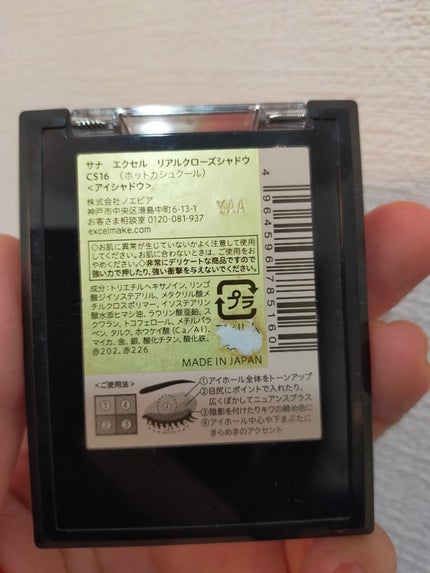 サナ エクセル リアルクローズシャドウ
CS16 (ホットカシュクール)
<アイシャドウ>
株式会社ノエビア
神戸市中央区港島中町6-13-1
お客さま相談室 0120-081-937
excelmake.com
YAA
◇お肌に異常が生じていないかよく注意して使用
してください。お肌に合わないときは、ご使用をお
やめください。◇非常にデリケートな商品ですので
強い力で押したり、強い衝撃を与えないでください。
成分:トリエチルヘキサノイン、リンゴ
酸ジイソステアリル、メタクリル酸メ
チルクロスポリマー、イソステアリン
酸水添ヒマシ油、ラウリン酸亜鉛、ス
クワラン、トコフェロール、メチルパラ
ベン、タルク、ホウケイ酸(Ca/Al)、
マイカ、金、銀、酸化チタン、酸化鉄、
赤202、赤226
プラ
4964596785160
MADE IN JAPAN
<ご使用法>
① ④
② ③
①アイホール全体をトーンアップ
②目尻にポイントで入れたり、
広くぼかしてニュアンスプラス
③陰影を付けたりキワの締め色に
④アイホール中心や下まぶたに
きらめきのアクセント